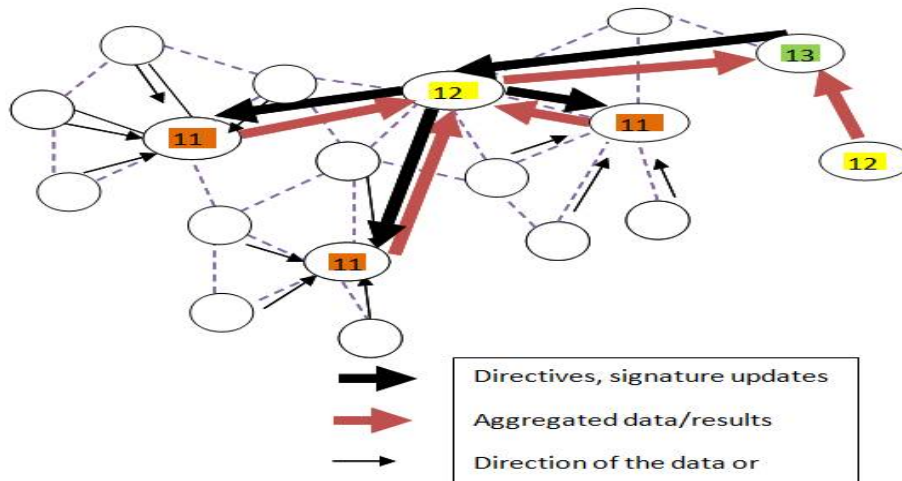 13
12
11
11
12
11
Directives, signature updates
Aggregated data/results
Direction of the data or